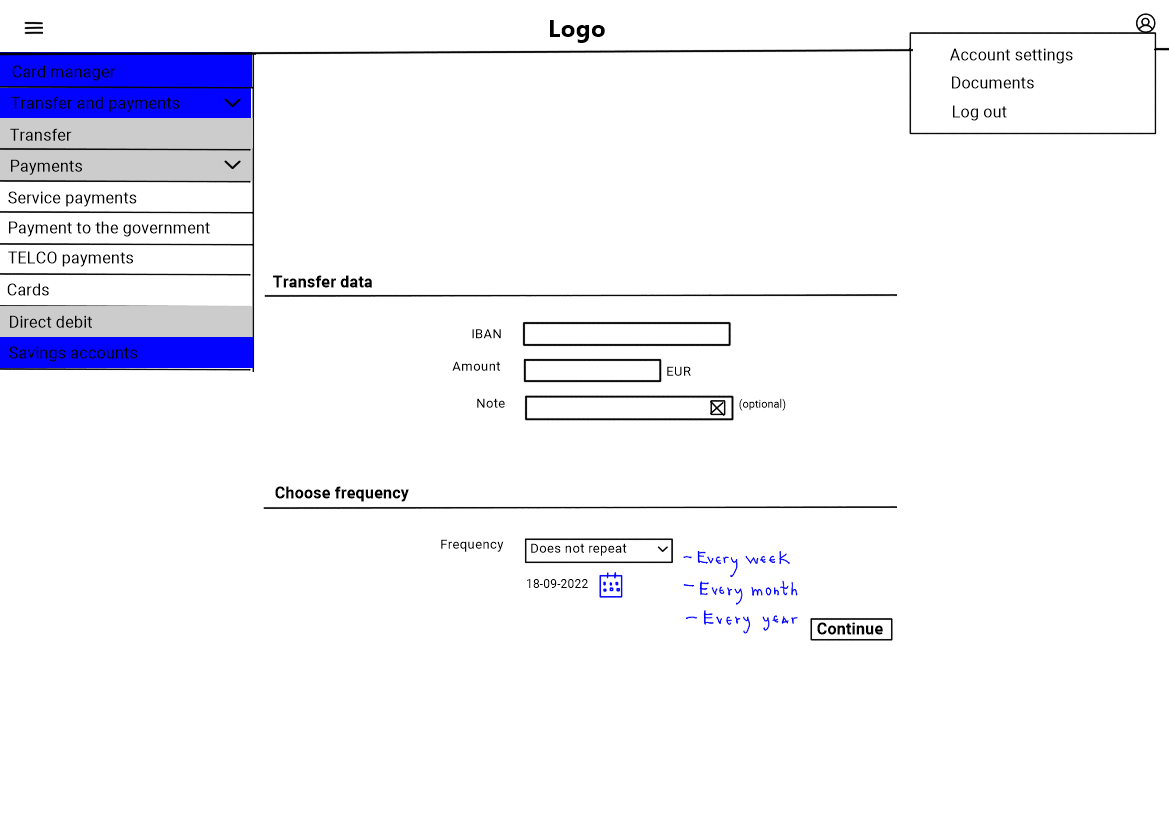 Logo
Account settings
Documents
Log out
Card manager
Transfer and payments
Transfer
Payments
Service payments
Payment to the government
TELCO payments
Cards
Direct debit
Savings accounts
Transfer data
IBAN
Amount EUR
Note (optional)
Choose frequency
Frequency Does not repeat
18-09-2022
- Every week
- Every month
- Every year
Continue